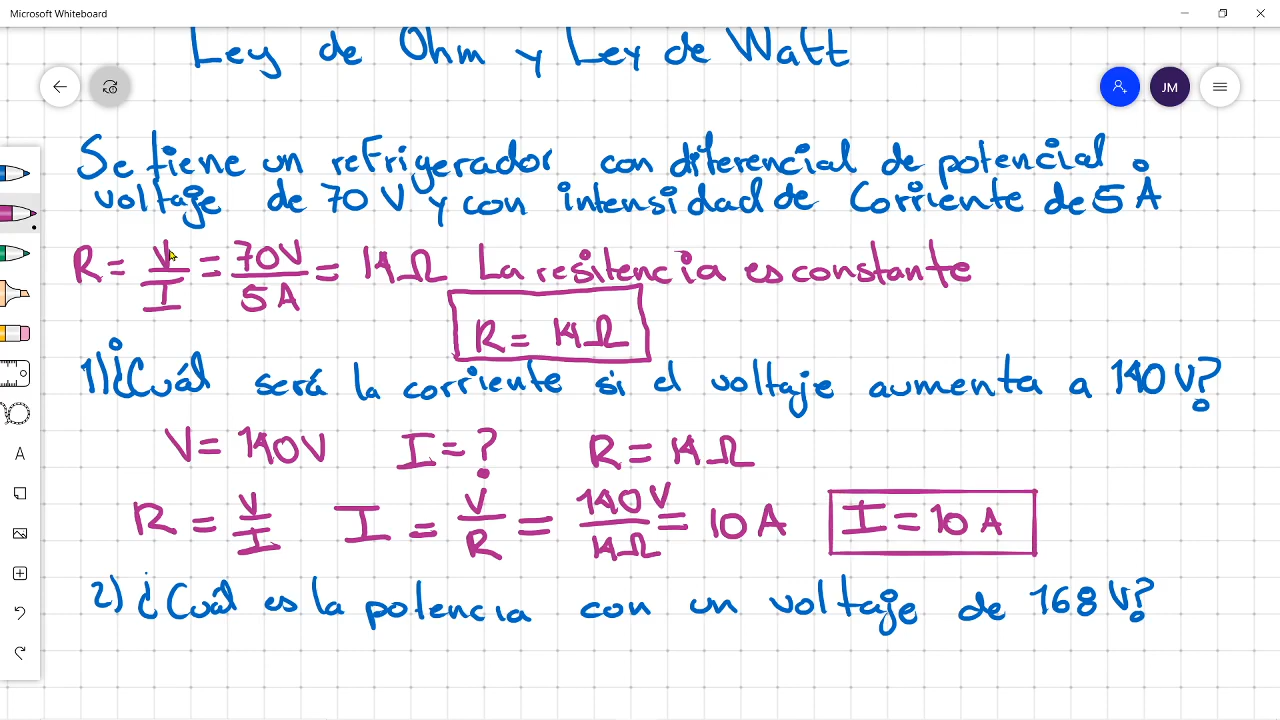 Microsoft Whiteboard
Ley de Ohm y Ley de Watt
JM
Se tiene un refrigerador con diferencial de potencial o
voltaje de 70 V y con intensidad de Corriente de 5 A
R = V/I = 70V/5A = 14Ω La resitencia es constante
R = 14Ω
1) ¿Cuál será la corriente si el voltaje aumenta a 140 V?
V = 140V I = ? R = 14Ω
R = V/I I = V/R = 140V/14Ω = 10 A I = 10 A
2) ¿Cuál es la potencia con un voltaje de 168 V?
A